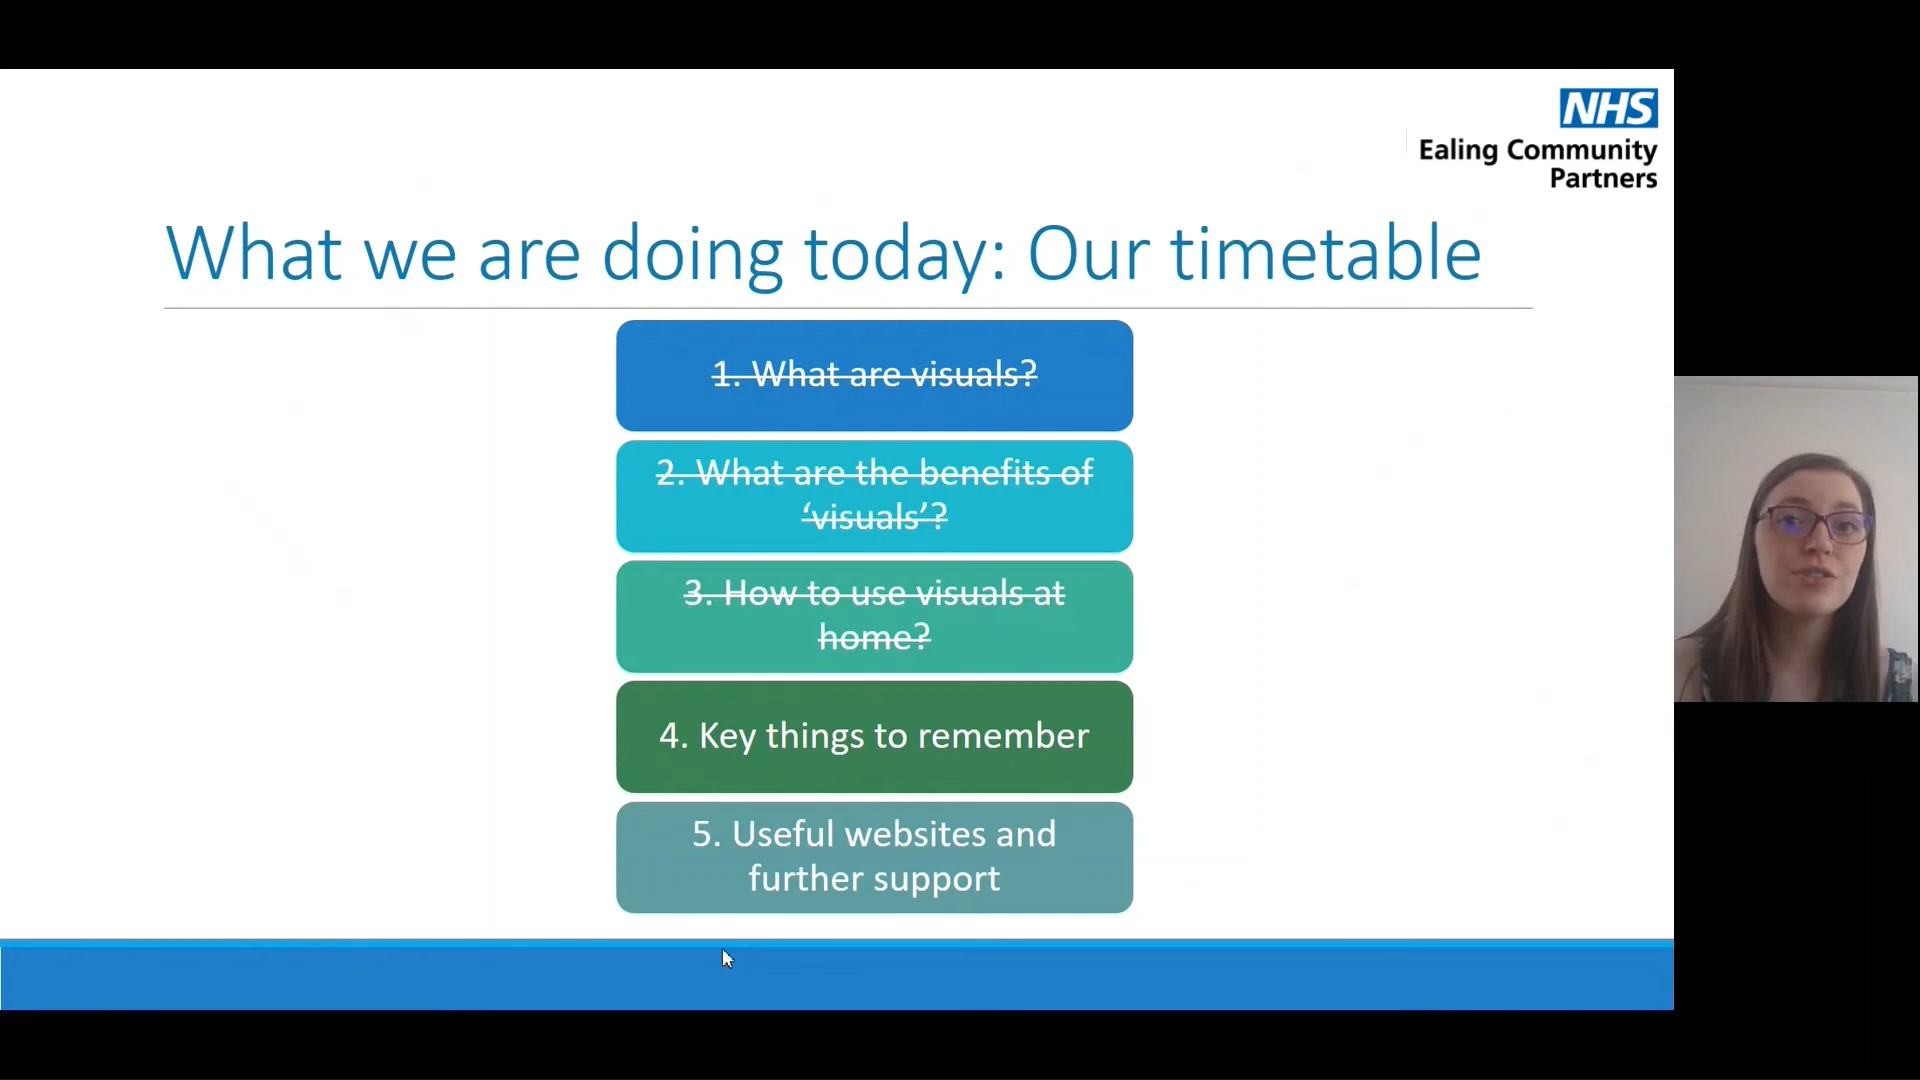 NHS
Ealing Community
Partners
What we are doing today: Our timetable
1. What are visuals?
2. What are the benefits of
‘visuals’?
3. How to use visuals at
home?
4. Key things to remember
5. Useful websites and
further support